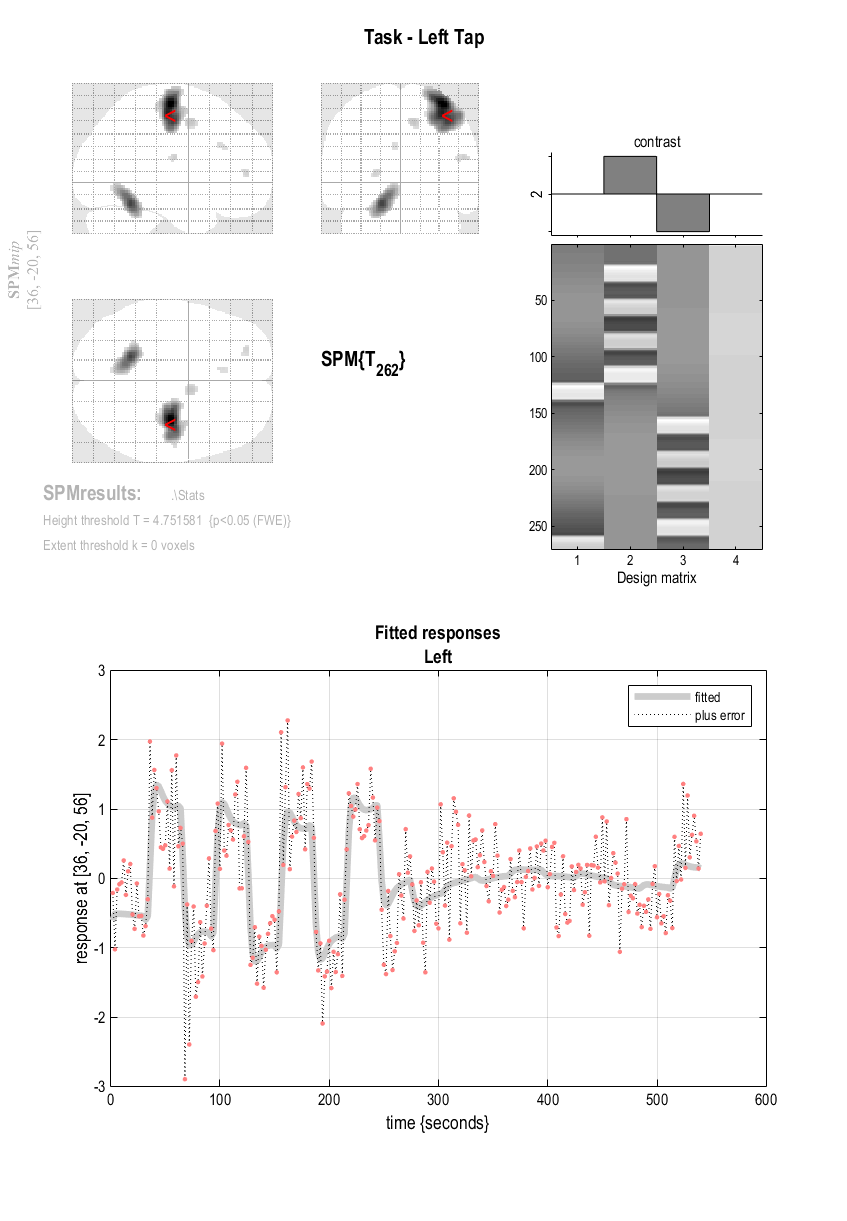 Task - Left Tap
SPMmip
[36, -20, 56]
SPM{T262}
SPMresults: .\Stats
Height threshold T = 4.751581 {p<0.05 (FWE)}
Extent threshold k = 0 voxels
contrast
2
50
100
150
200
250
1 2 3 4
Design matrix
Fitted responses
Left
fitted
plus error
response at [36, -20, 56]
3
2
1
0
-1
-2
-3
0 100 200 300 400 500 600
time {seconds}